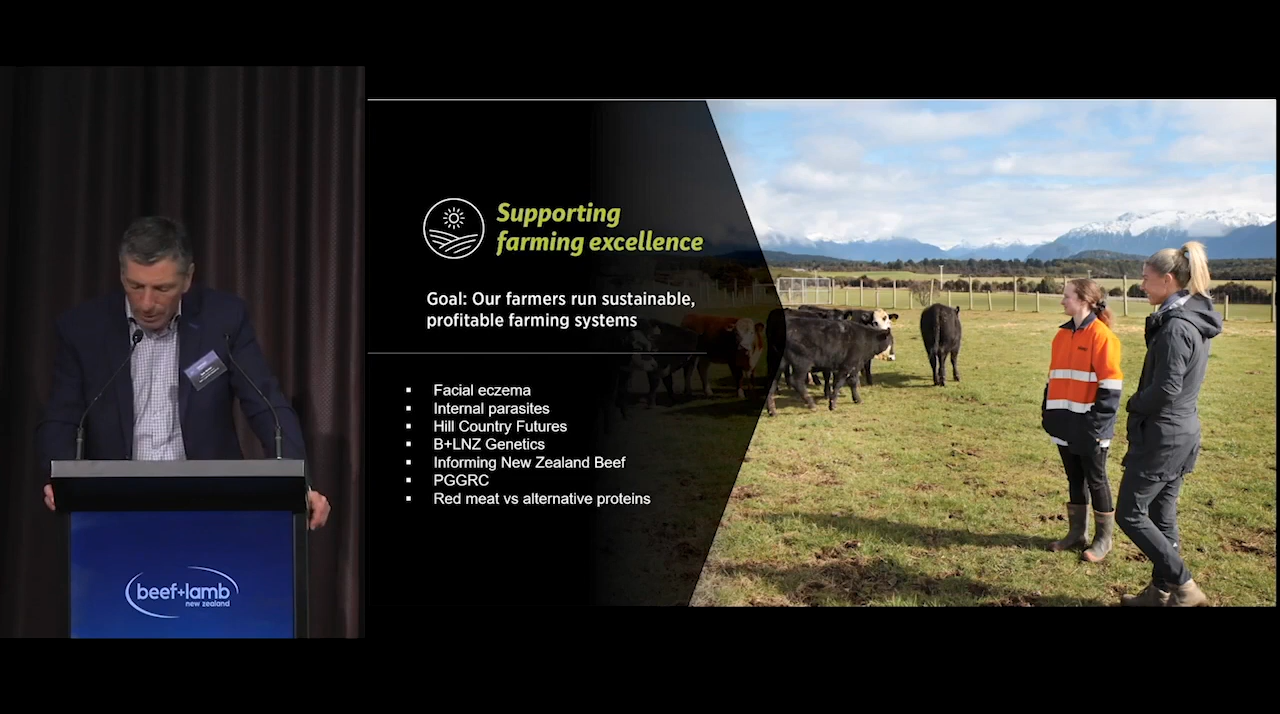 Supporting
farming excellence
Goal: Our farmers run sustainable,
profitable farming systems
▪ Facial eczema
▪ Internal parasites
▪ Hill Country Futures
▪ B+LNZ Genetics
▪ Informing New Zealand Beef
▪ PGGRC
▪ Red meat vs alternative proteins
beef+lamb
new zealand